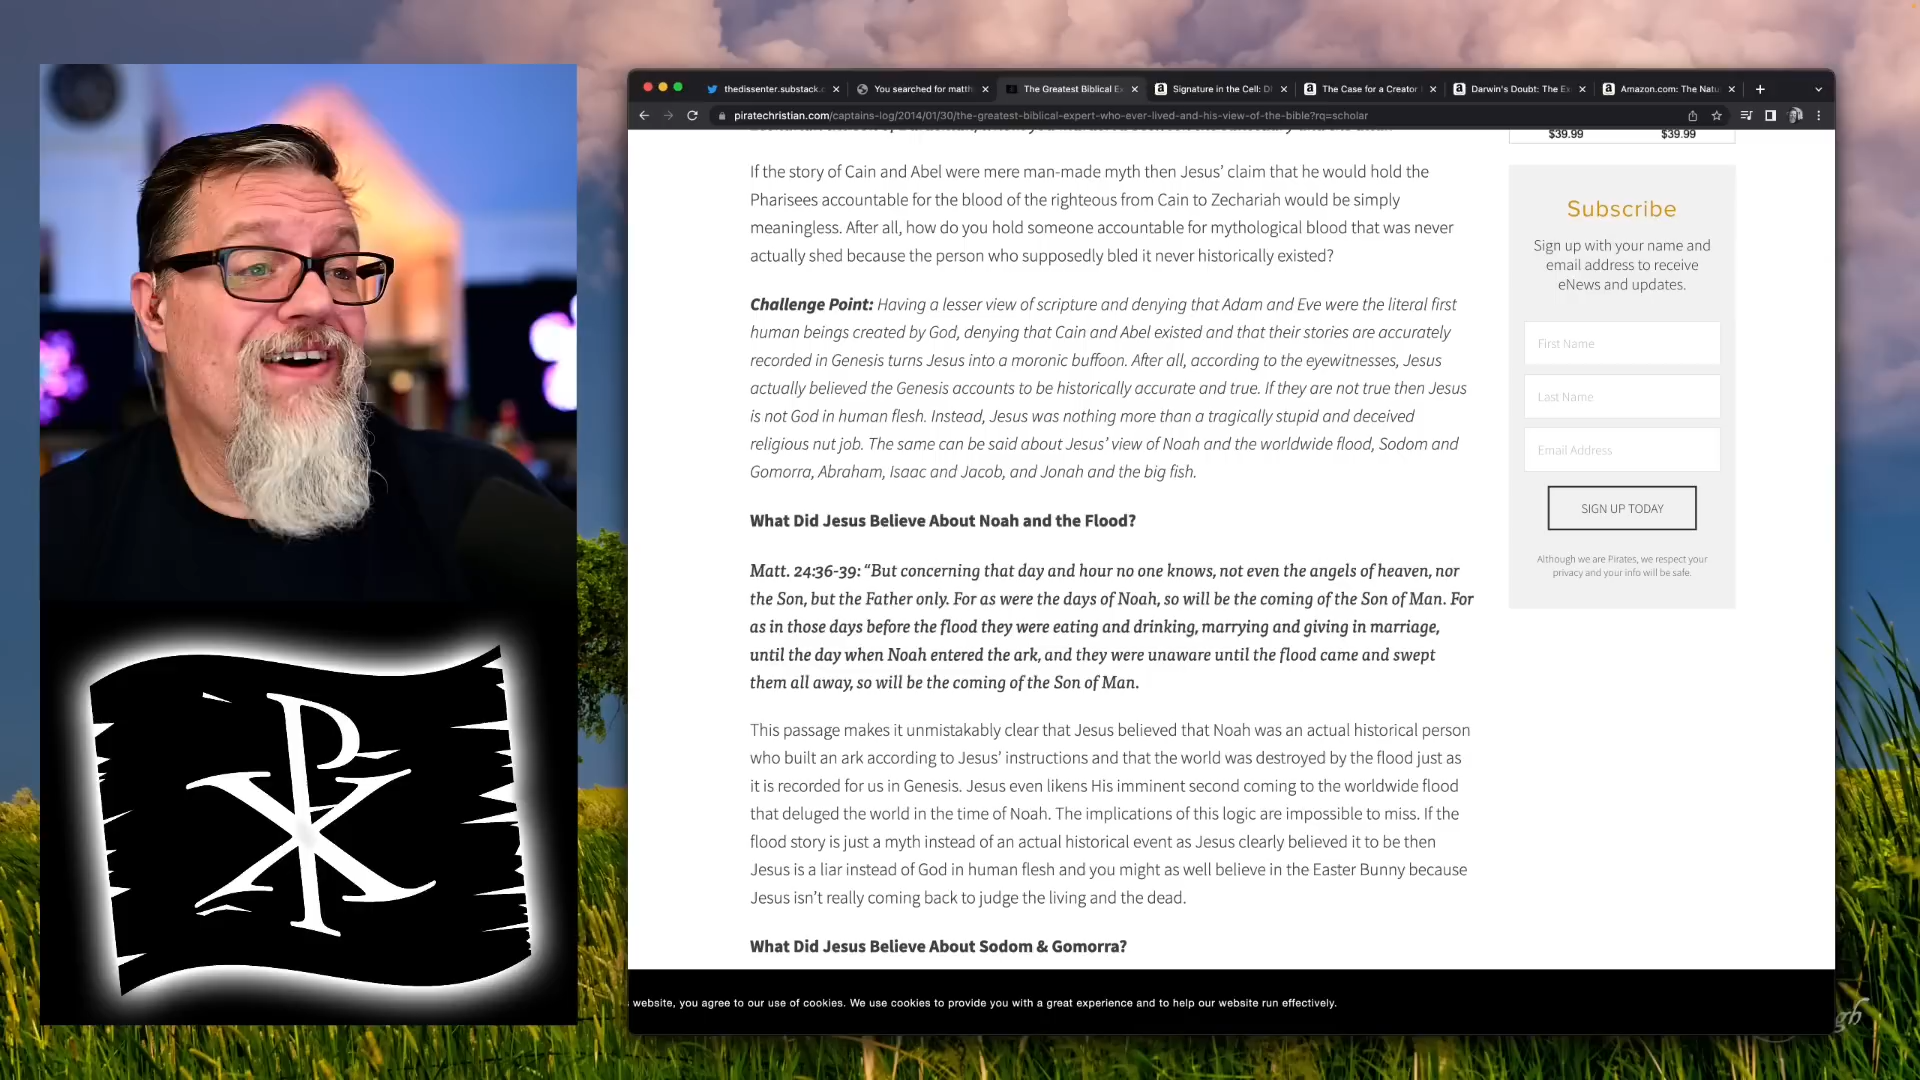 thedissenter.substack.c
You searched for matth
The Greatest Biblical E
Signature in the Cell: D
The Case for a Creator
Darwin's Doubt: The Ex
Amazon.com: The Natu
piratechristian.com/captains-log/2014/01/30/the-greatest-biblical-expert-who-ever-lived-and-his-view-of-the-bible?rq=scholar
$39.99 $39.99
If the story of Cain and Abel were mere man-made myth then Jesus’ claim that he would hold the
Pharisees accountable for the blood of the righteous from Cain to Zechariah would be simply
meaningless. After all, how do you hold someone accountable for mythological blood that was never
actually shed because the person who supposedly bled it never historically existed?
Challenge Point: Having a lesser view of scripture and denying that Adam and Eve were the literal first
human beings created by God, denying that Cain and Abel existed and that their stories are accurately
recorded in Genesis turns Jesus into a moronic buffoon. After all, according to the eyewitnesses, Jesus
actually believed the Genesis accounts to be historically accurate and true. If they are not true then Jesus
is not God in human flesh. Instead, Jesus was nothing more than a tragically stupid and deceived
religious nut job. The same can be said about Jesus’ view of Noah and the worldwide flood, Sodom and
Gomorra, Abraham, Isaac and Jacob, and Jonah and the big fish.
What Did Jesus Believe About Noah and the Flood?
Matt. 24:36-39: “But concerning that day and hour no one knows, not even the angels of heaven, nor
the Son, but the Father only. For as were the days of Noah, so will be the coming of the Son of Man. For
as in those days before the flood they were eating and drinking, marrying and giving in marriage,
until the day when Noah entered the ark, and they were unaware until the flood came and swept
them all away, so will be the coming of the Son of Man.
This passage makes it unmistakably clear that Jesus believed that Noah was an actual historical person
who built an ark according to Jesus’ instructions and that the world was destroyed by the flood just as
it is recorded for us in Genesis. Jesus even likens His imminent second coming to the worldwide flood
that deluged the world in the time of Noah. The implications of this logic are impossible to miss. If the
flood story is just a myth instead of an actual historical event as Jesus clearly believed it to be then
Jesus is a liar instead of God in human flesh and you might as well believe in the Easter Bunny because
Jesus isn’t really coming back to judge the living and the dead.
What Did Jesus Believe About Sodom & Gomorra?
Subscribe
Sign up with your name and
email address to receive
eNews and updates.
First Name
Last Name
Email Address
SIGN UP TODAY
Although we are Pirates, we respect your
privacy and your info will be safe.
website, you agree to our use of cookies. We use cookies to provide you with a great experience and to help our website run effectively.
gh